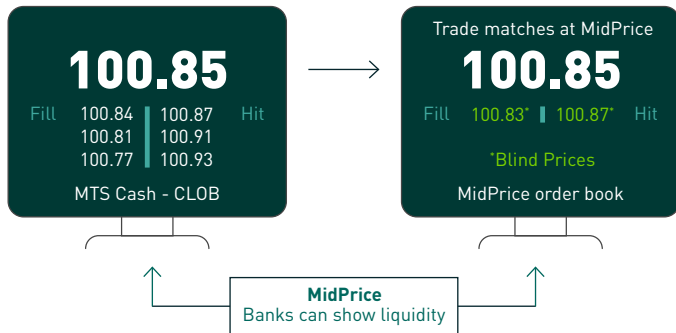 100.85
Fill 100.84 100.87 Hit
100.81 100.91
100.77 100.93
MTS Cash - CLOB
Trade matches at MidPrice
100.85
Fill 100.83* 100.87* Hit
*Blind Prices
MidPrice order book
MidPrice
Banks can show liquidity